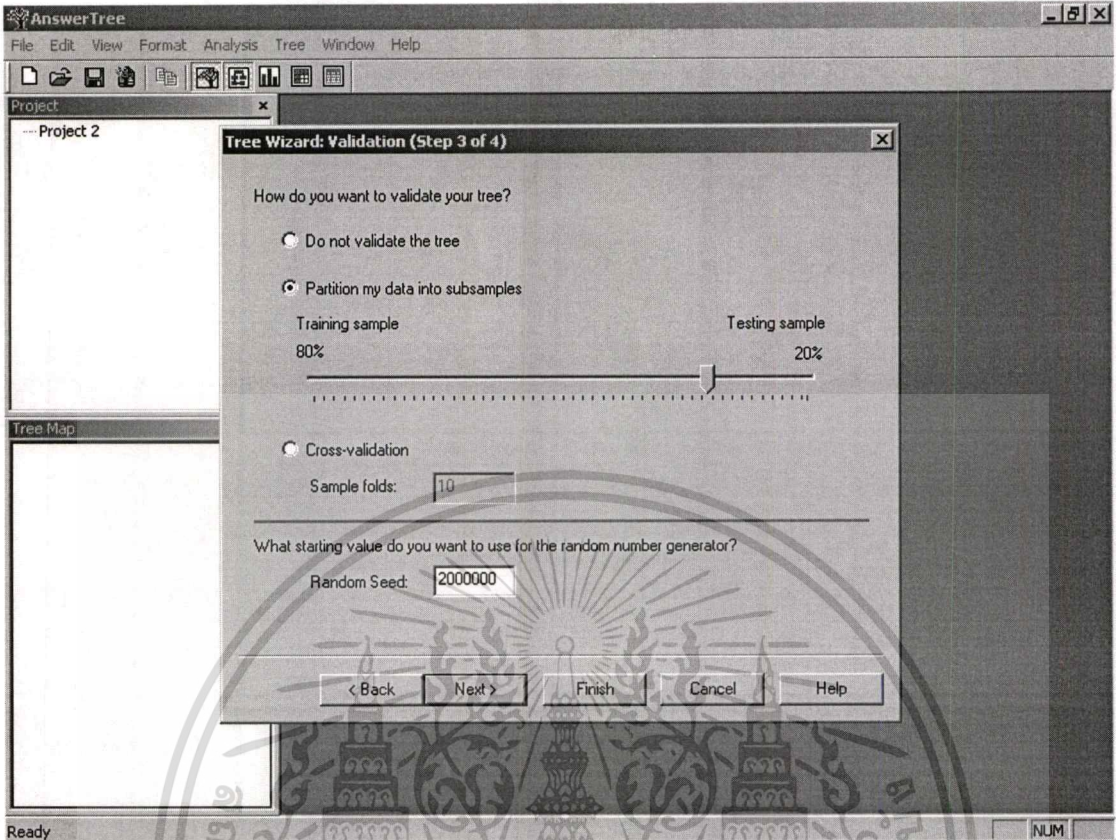 AnswerTree
File Edit View Format Analysis Tree Window Help
Project
Project 2
Tree Wizard: Validation (Step 3 of 4)
How do you want to validate your tree?
Do not validate the tree
Partition my data into subsamples
Training sample Testing sample
80% 20%
Tree Map
Cross-validation
Sample folds: 10
What starting value do you want to use for the random number generator?
Random Seed: 2000000
< Back Next > Finish Cancel Help
Ready NUM